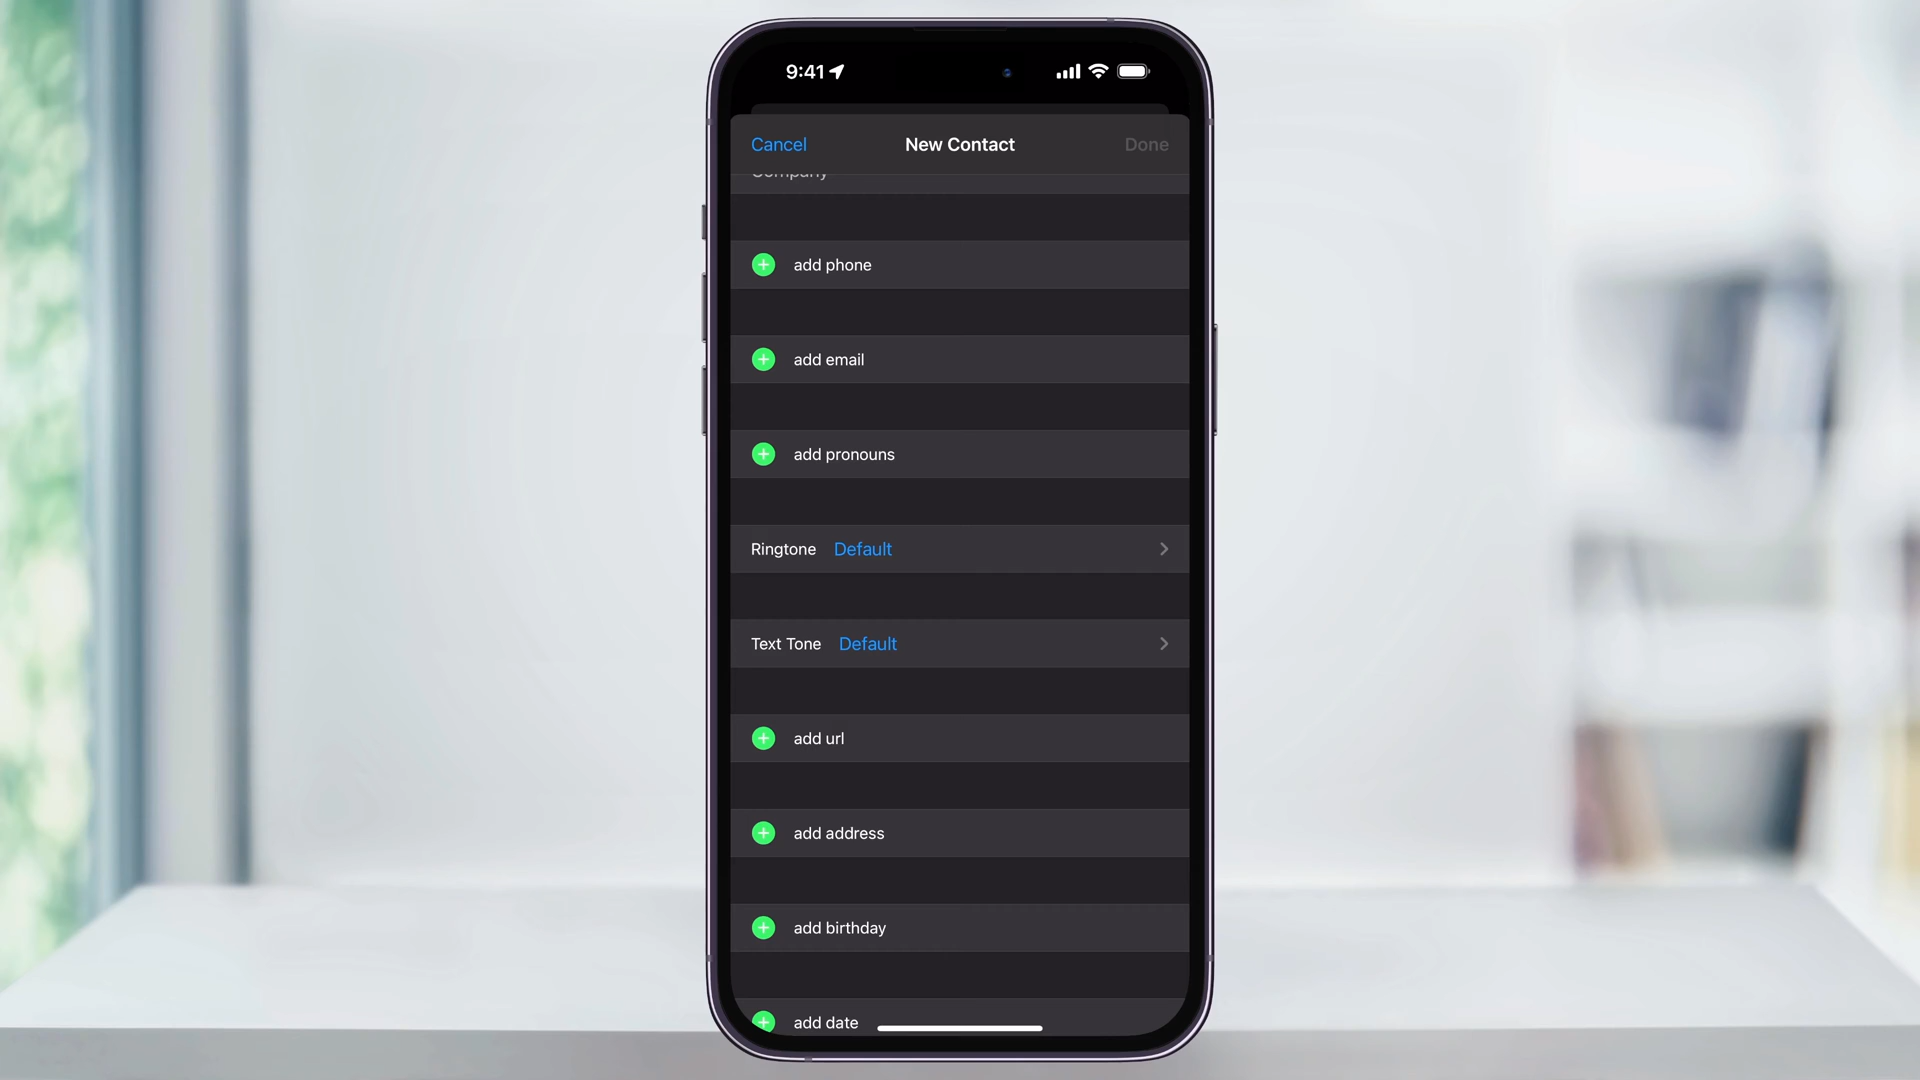 9:41
Cancel
New Contact
Done
Company
add phone
add email
add pronouns
Ringtone Default
Text Tone Default
add url
add address
add birthday
add date